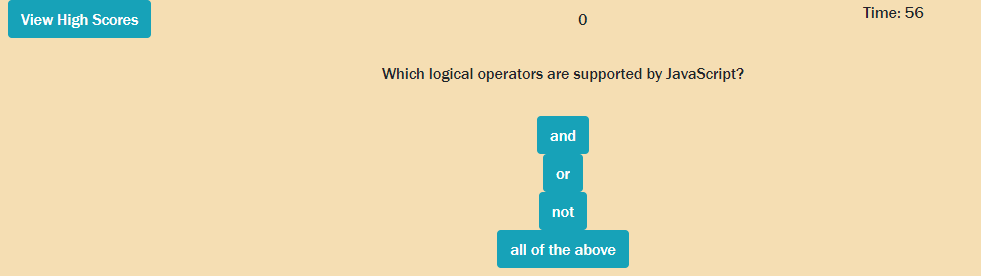 View High Scores
0
Time: 56
Which logical operators are supported by JavaScript?
and
or
not
all of the above